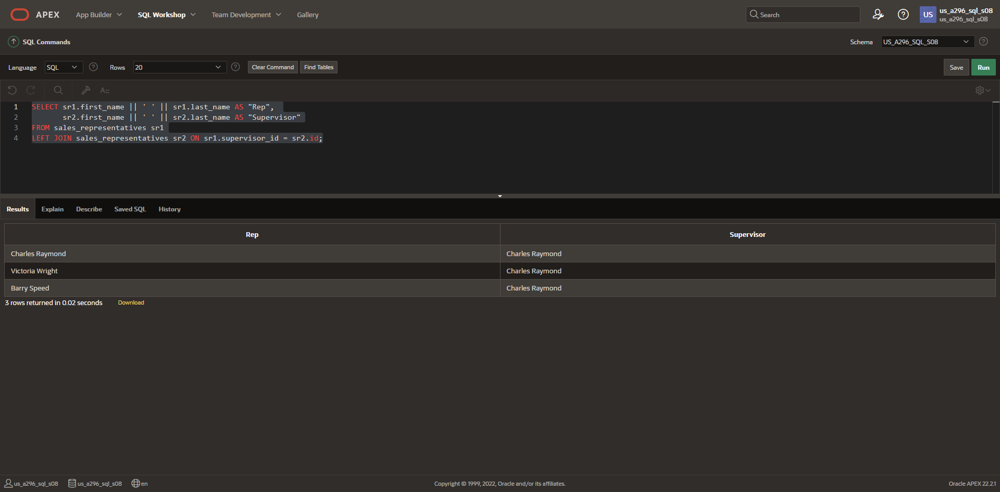 APEX App Builder SQL Workshop Team Development Gallery Search US us_a296_sql_s08
us_a296_sql_s08
SQL Commands Schema US_A296_SQL_S08
Language SQL Rows 20 Clear Command Find Tables Save Run
A
1 SELECT sr1.first_name || ' ' || sr1.last_name AS "Rep",
2 sr2.first_name || ' ' || sr2.last_name AS "Supervisor"
3 FROM sales_representatives sr1
4 LEFT JOIN sales_representatives sr2 ON sr1.supervisor_id = sr2.id;
Results Explain Describe Saved SQL History
Rep Supervisor
Charles Raymond Charles Raymond
Victoria Wright Charles Raymond
Barry Speed Charles Raymond
3 rows returned in 0.02 seconds Download
us_a296_sql_s08 us_a296_sql_s08 en Copyright © 1999, 2022, Oracle and/or its affiliates. Oracle APEX 22.2.1